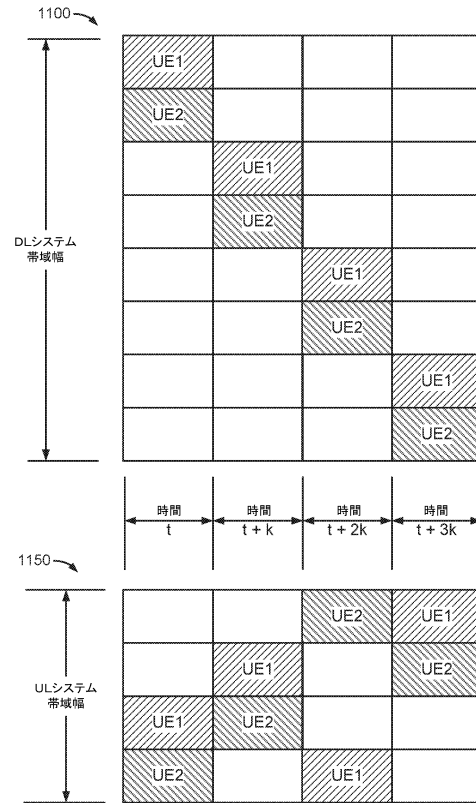 1100
UE1
UE2
UE1
UE2
DLシステム
帯域幅
UE1
UE2
UE1
UE2
時間 時間 時間 時間
t t + k t + 2k t + 3k
1150
UE2 UE1
UE1 UE2
ULシステム
帯域幅
UE1 UE2
UE2 UE1